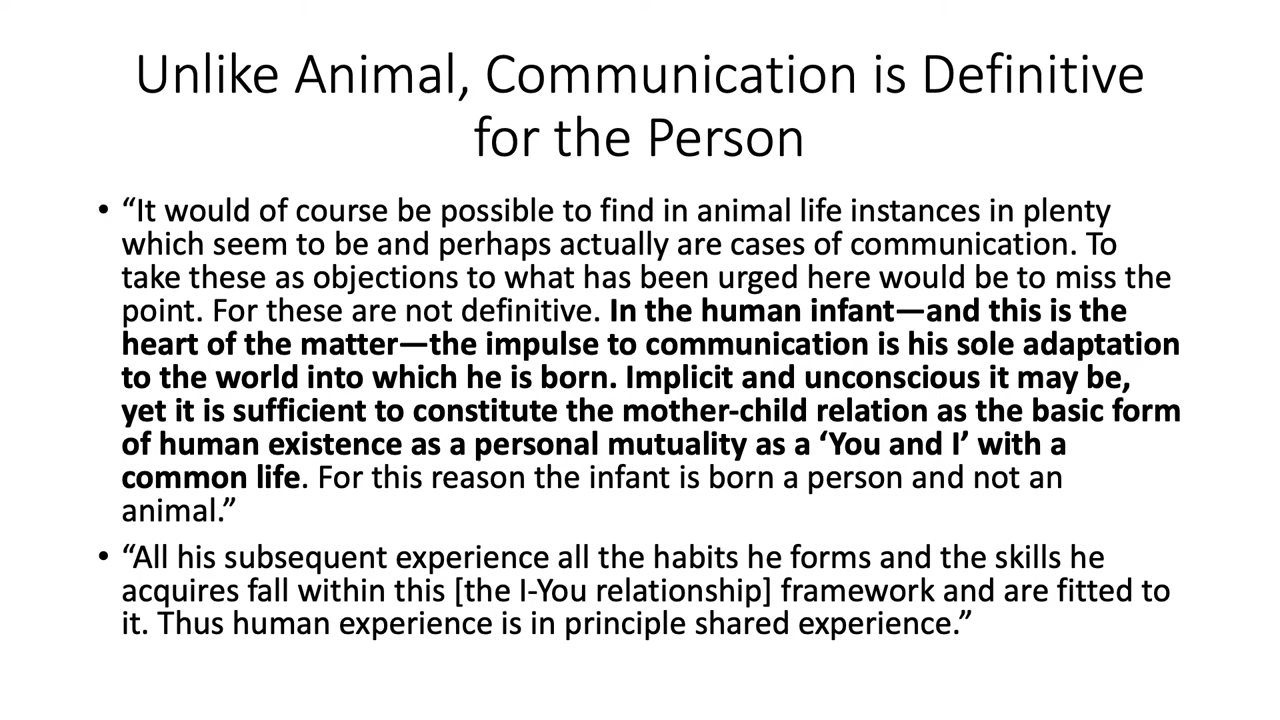 Unlike Animal, Communication is Definitive
for the Person
• “It would of course be possible to find in animal life instances in plenty
which seem to be and perhaps actually are cases of communication. To
take these as objections to what has been urged here would be to miss the
point. For these are not definitive. In the human infant—and this is the
heart of the matter—the impulse to communication is his sole adaptation
to the world into which he is born. Implicit and unconscious it may be,
yet it is sufficient to constitute the mother-child relation as the basic form
of human existence as a personal mutuality as a ‘You and I’ with a
common life. For this reason the infant is born a person and not an
animal.”
• “All his subsequent experience all the habits he forms and the skills he
acquires fall within this [the I-You relationship] framework and are fitted to
it. Thus human experience is in principle shared experience.”